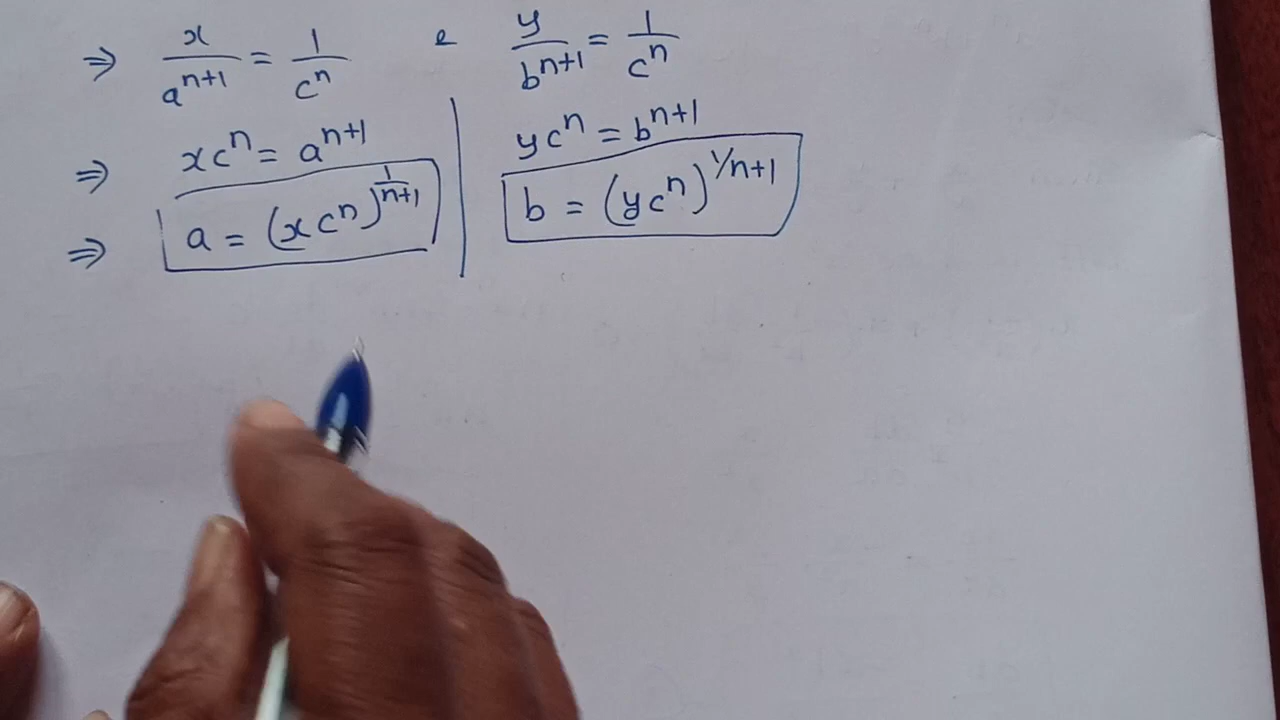 ⇒ x/a^{n+1} = 1/c^n & y/b^{n+1} = 1/c^n
⇒ xc^n = a^{n+1} | yc^n = b^{n+1}
⇒ a = (xc^n)^{1/n+1} | b = (yc^n)^{1/n+1}